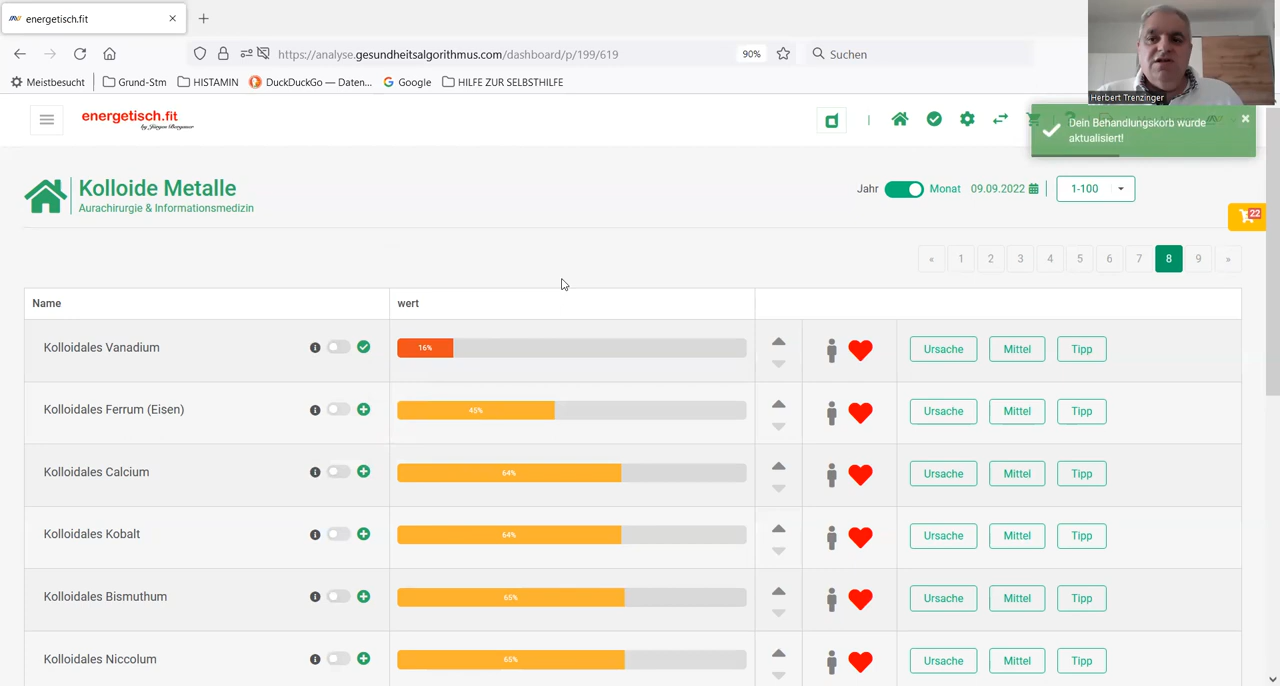 energetisch.fit
https://analyse.gesundheitsalgorithmus.com/dashboard/p/199/619
90%
Suchen
Meistbesucht
Grund-Stm
HISTAMIN
DuckDuckGo — Daten...
Google
HILFE ZUR SELBSTHILFE
Herbert Trenzinger
energetisch.fit
by Jürgen Bergauer
Dein Behandlungskorb wurde
aktualisiert!
Kolloide Metalle
Aurachirurgie & Informationsmedizin
Jahr
Monat
09.09.2022
1-100
22
« 1 2 3 4 5 6 7 8 9 »
Name
wert
Kolloidales Vanadium
16%
Ursache
Mittel
Tipp
Kolloidales Ferrum (Eisen)
45%
Ursache
Mittel
Tipp
Kolloidales Calcium
64%
Ursache
Mittel
Tipp
Kolloidales Kobalt
64%
Ursache
Mittel
Tipp
Kolloidales Bismuthum
65%
Ursache
Mittel
Tipp
Kolloidales Niccolum
65%
Ursache
Mittel
Tipp